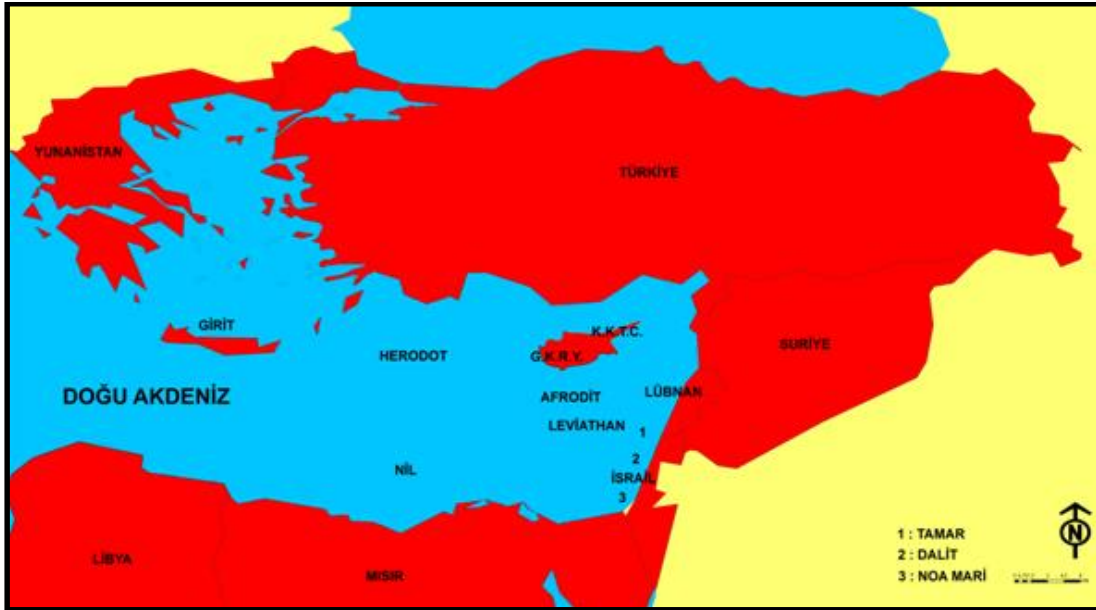 YUNANİSTAN
TÜRKİYE
GİRİT
K.K.T.C.
SURİYE
HERODOT
G.K.R.Y.
DOĞU AKDENİZ
AFRODİT
LÜBNAN
LEVİATHAN
1
2
NİL
İSRAİL
3
LİBYA
MISIR
N
1 : TAMAR
2 : DALİT
3 : NOA MARİ